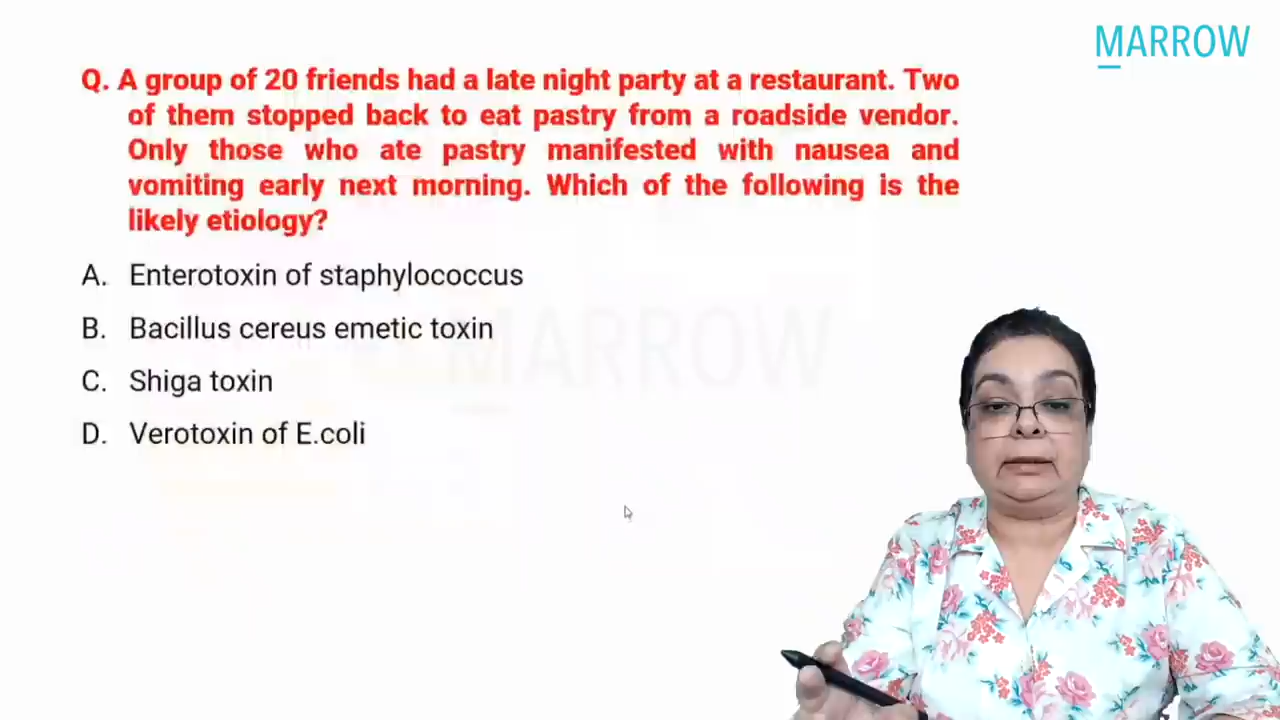 MARROW
Q. A group of 20 friends had a late night party at a restaurant. Two
of them stopped back to eat pastry from a roadside vendor.
Only those who ate pastry manifested with nausea and
vomiting early next morning. Which of the following is the
likely etiology?
A. Enterotoxin of staphylococcus
B. Bacillus cereus emetic toxin
MARROW
C. Shiga toxin
D. Verotoxin of E.coli